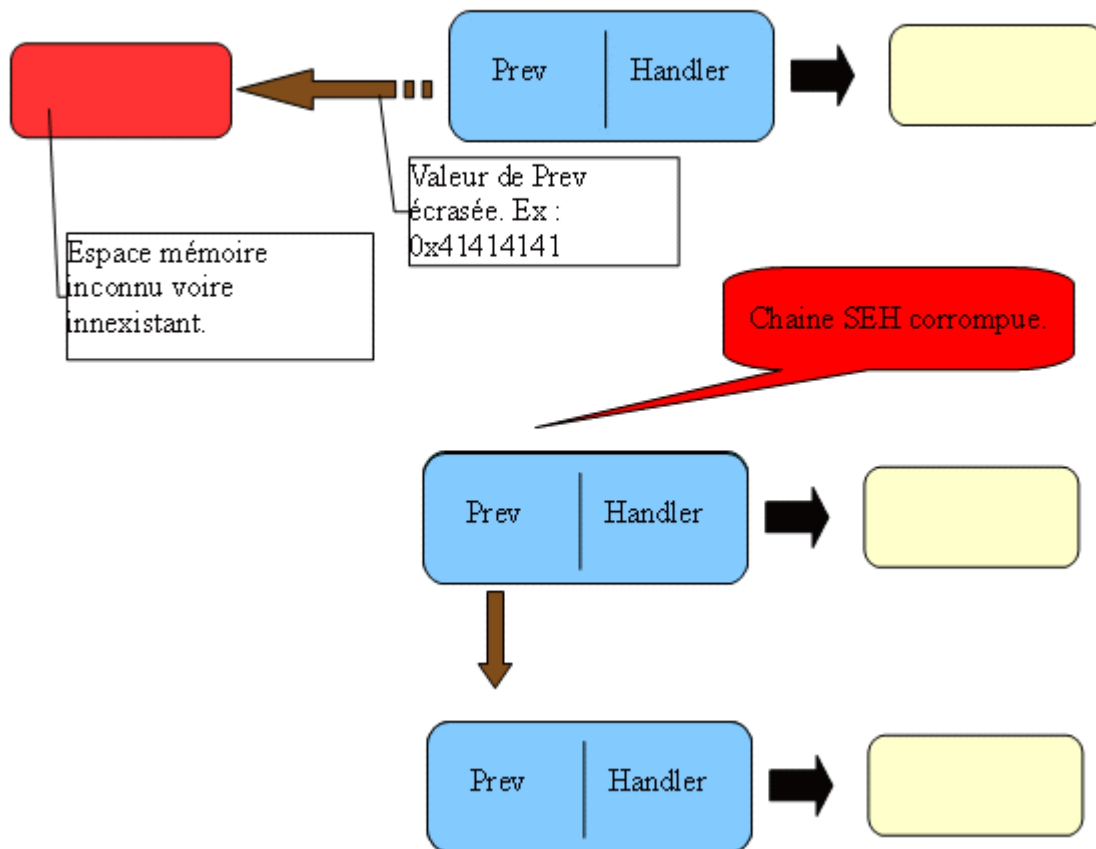 Prev
Handler
Valeur de Prev
écrasée. Ex :
0x41414141
Espace mémoire
inconnu voire
innexistant.
Chaine SEH corrompue.
Prev
Handler
Prev
Handler